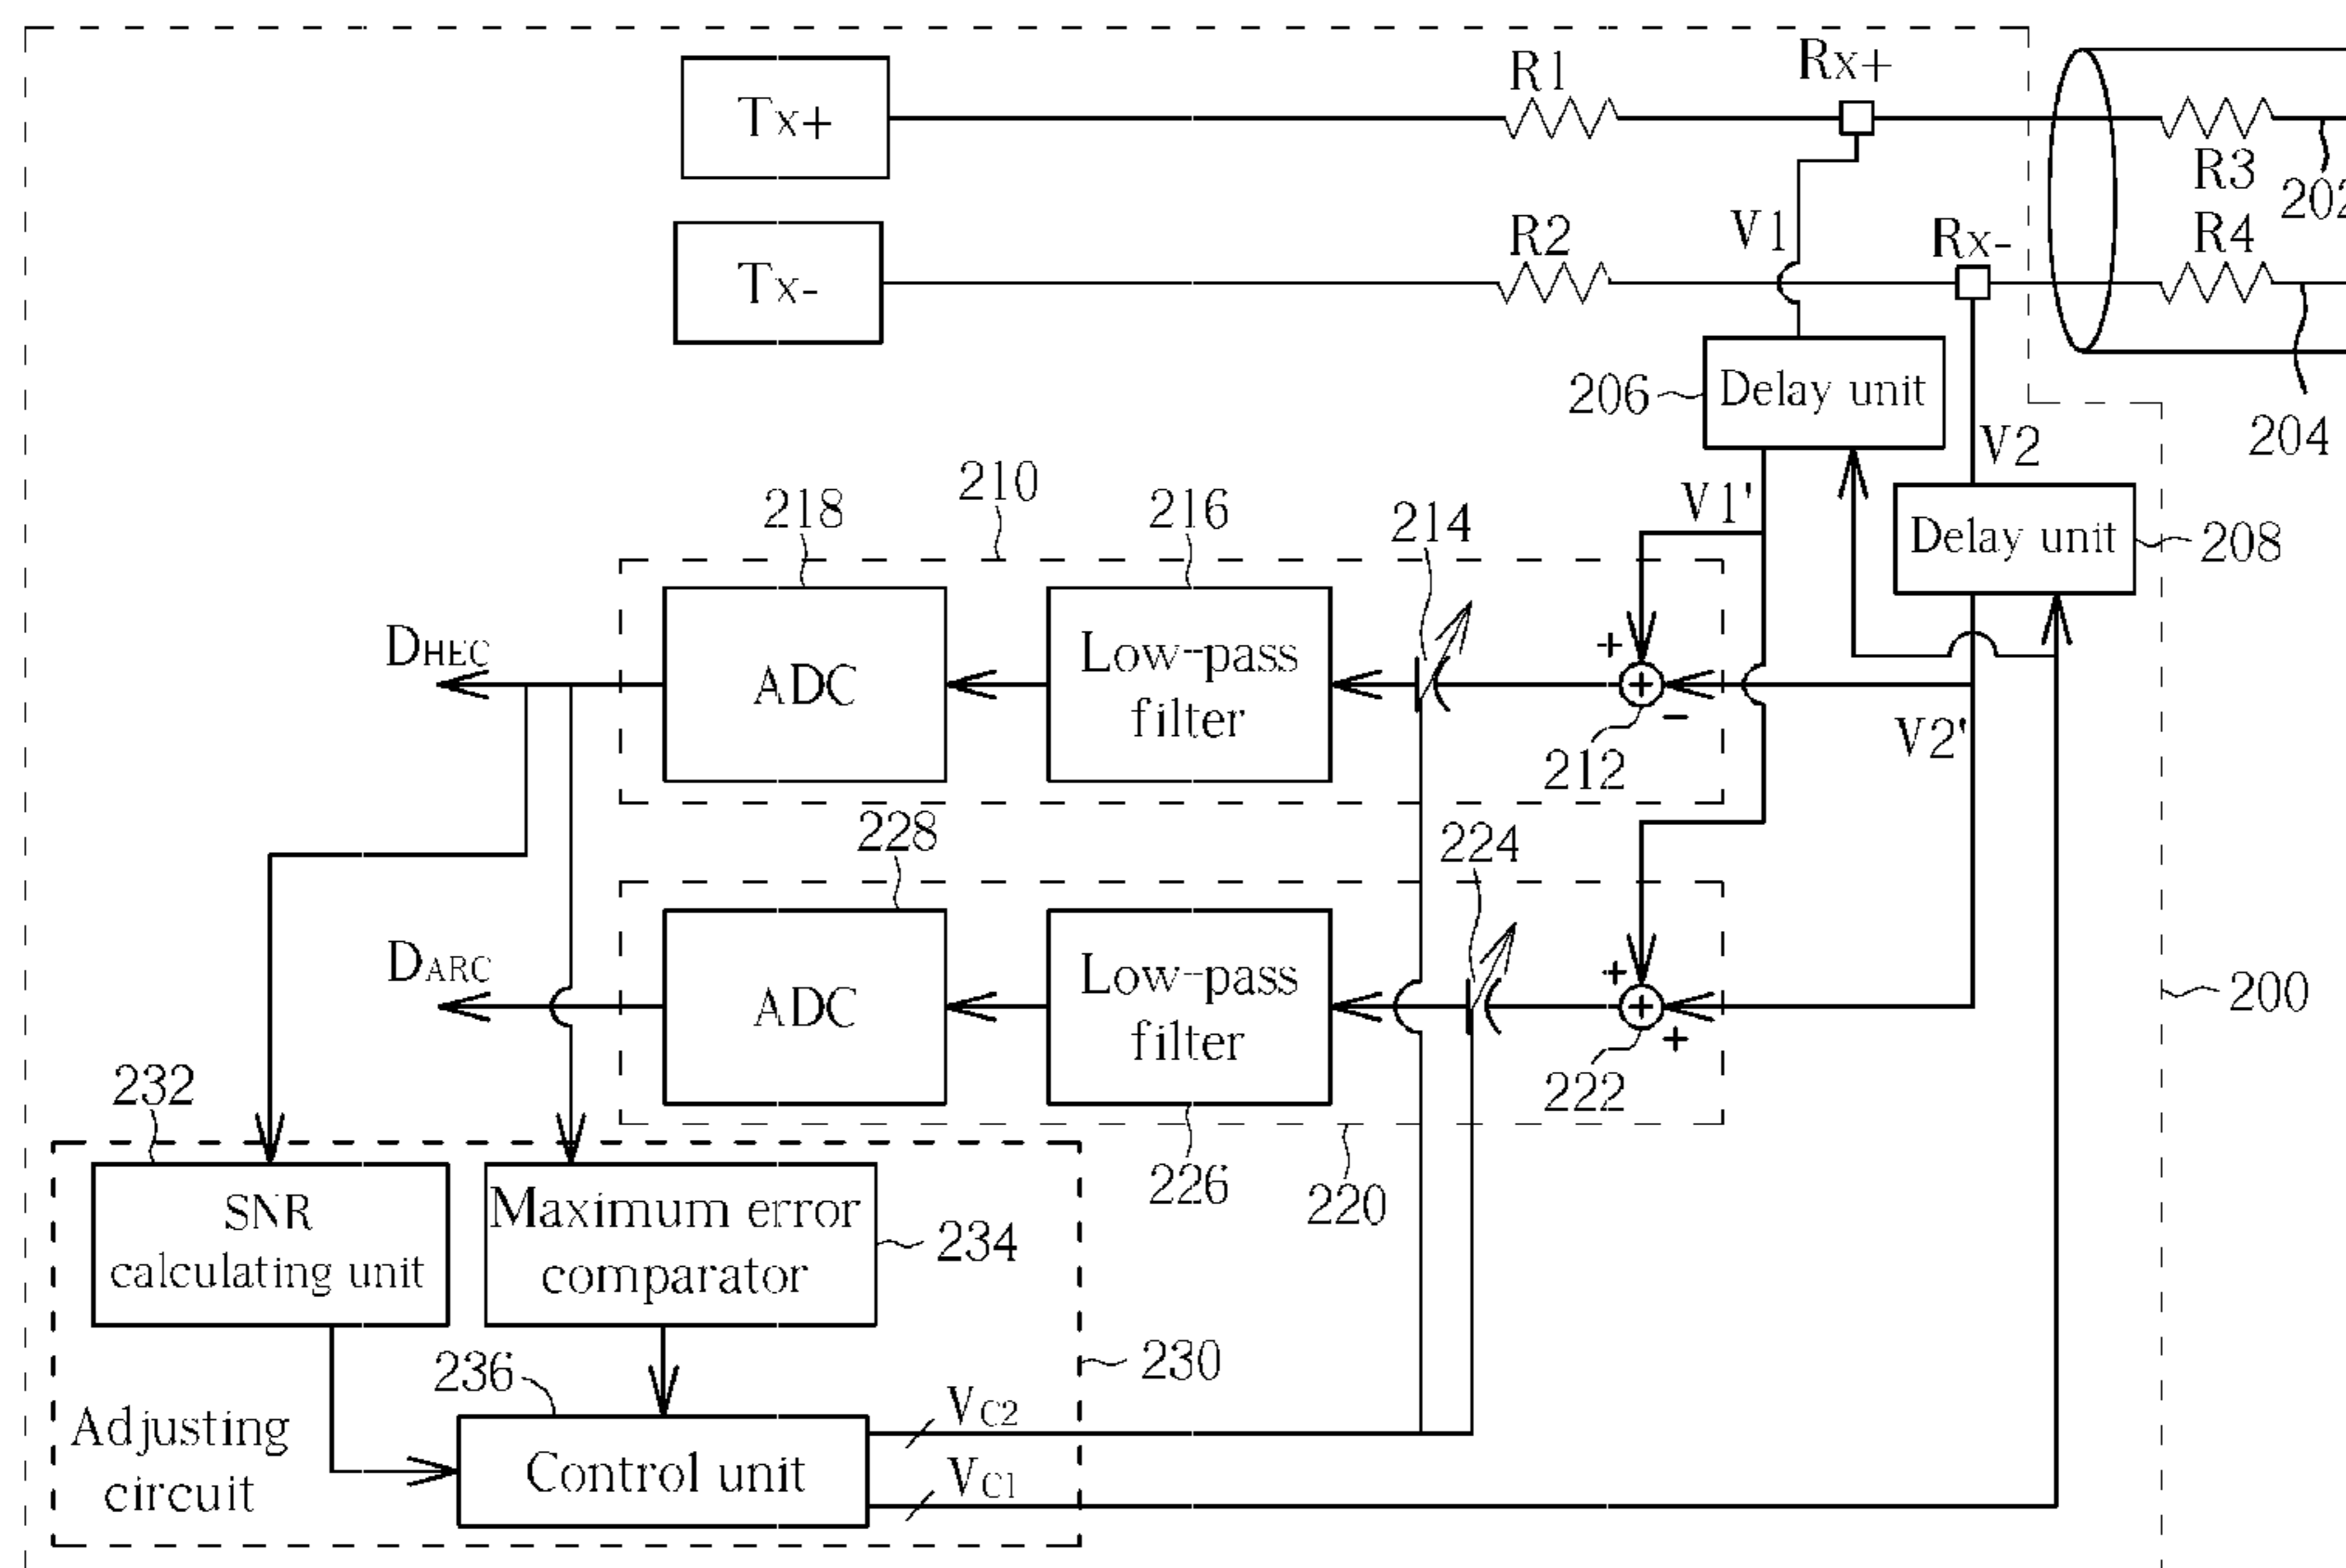 Tx+
R1
Rx+
R3
202
Tx-
R2
V1
Rx-
R4
206
Delay unit
204
V2
210
218
216
214
V1'
Delay unit
208
DHEC
ADC
Low-pass
filter
+
-
212
V2'
228
224
DARC
ADC
Low-pass
filter
+
+
222
200
232
226
220
SNR
calculating unit
Maximum error
comparator
234
236
230
Adjusting
circuit
Control unit
VC2
VC1